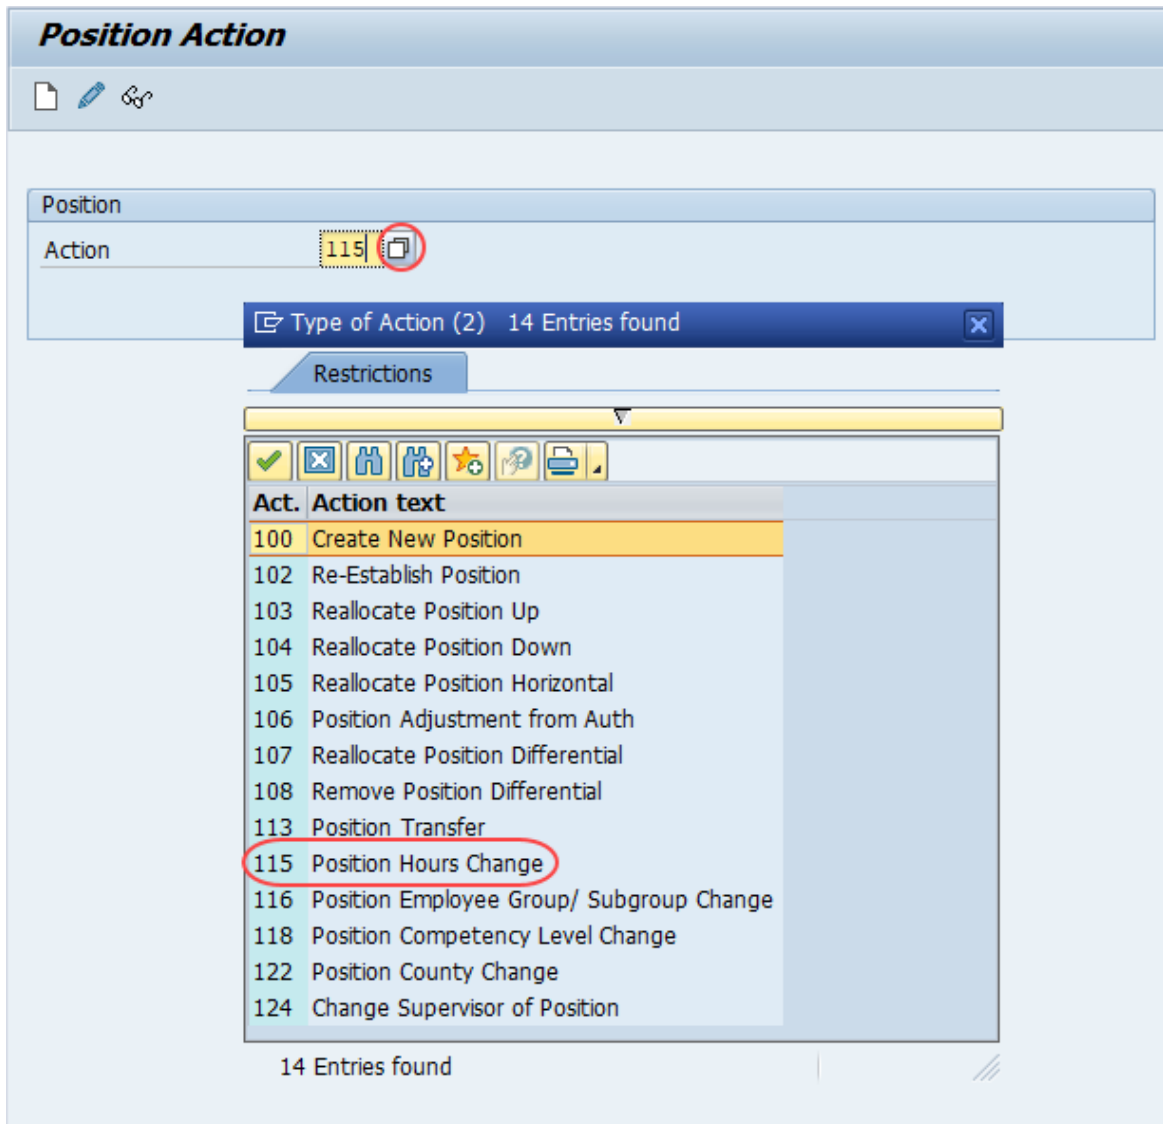 Position Action
Position
Action 115
Type of Action (2) 14 Entries found
Restrictions
Act. Action text
100 Create New Position
102 Re-Establish Position
103 Reallocate Position Up
104 Reallocate Position Down
105 Reallocate Position Horizontal
106 Position Adjustment from Auth
107 Reallocate Position Differential
108 Remove Position Differential
113 Position Transfer
115 Position Hours Change
116 Position Employee Group/ Subgroup Change
118 Position Competency Level Change
122 Position County Change
124 Change Supervisor of Position
14 Entries found